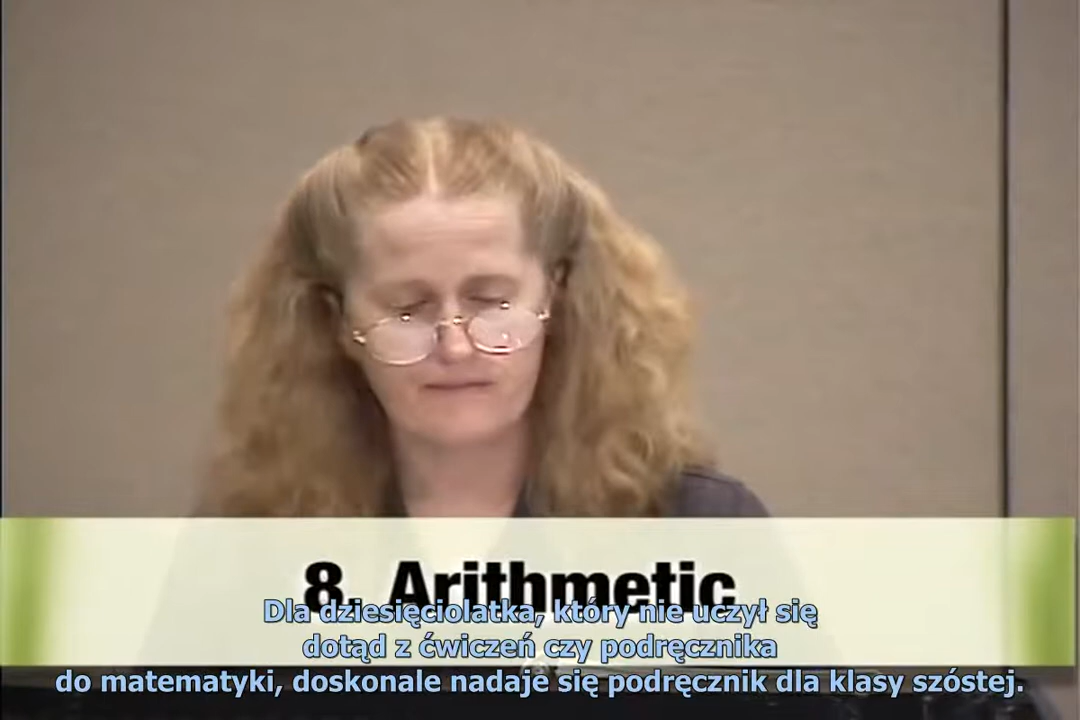 8. Arithmetic
Dla dziesięciolatka, który nie uczył się
dotąd z ćwiczeń czy podręcznika
do matematyki, doskonale nadaje się podręcznik dla klasy szóstej.